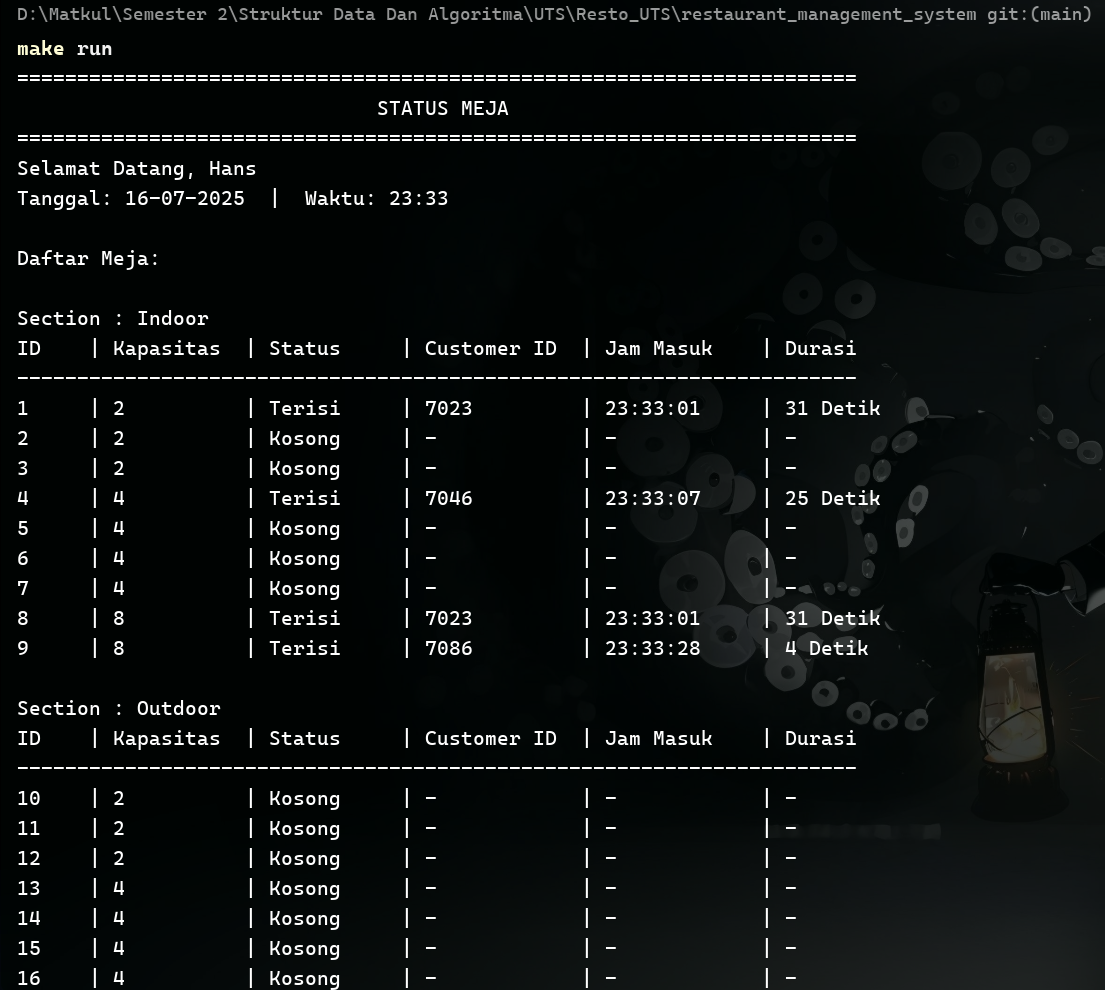 D:\Matkul\Semester 2\Struktur Data Dan Algoritma\UTS\Resto_UTS\restaurant_management_system git:(main)
make run
======================================================================
                              STATUS MEJA
======================================================================
Selamat Datang, Hans
Tanggal: 16-07-2025  |  Waktu: 23:33

Daftar Meja:

Section : Indoor
ID    | Kapasitas  | Status     | Customer ID  | Jam Masuk    | Durasi
----------------------------------------------------------------------
1     | 2          | Terisi     | 7023         | 23:33:01     | 31 Detik
2     | 2          | Kosong     | -            | -            | -
3     | 2          | Kosong     | -            | -            | -
4     | 4          | Terisi     | 7046         | 23:33:07     | 25 Detik
5     | 4          | Kosong     | -            | -            | -
6     | 4          | Kosong     | -            | -            | -
7     | 4          | Kosong     | -            | -            | -
8     | 8          | Terisi     | 7023         | 23:33:01     | 31 Detik
9     | 8          | Terisi     | 7086         | 23:33:28     | 4 Detik

Section : Outdoor
ID    | Kapasitas  | Status     | Customer ID  | Jam Masuk    | Durasi
----------------------------------------------------------------------
10    | 2          | Kosong     | -            | -            | -
11    | 2          | Kosong     | -            | -            | -
12    | 2          | Kosong     | -            | -            | -
13    | 4          | Kosong     | -            | -            | -
14    | 4          | Kosong     | -            | -            | -
15    | 4          | Kosong     | -            | -            | -
16    | 4          | Kosong     | -            | -            | -